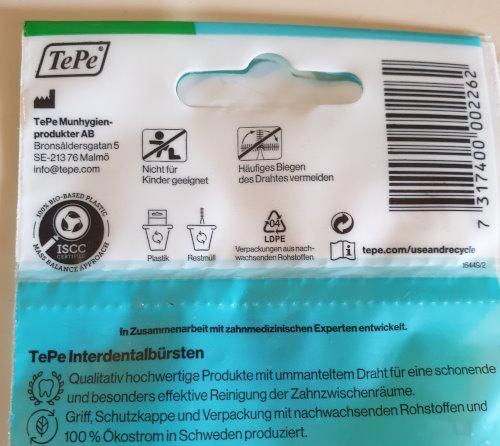 TePe
TePe Munhygien-
produkter AB
Bronsåldersgatan 5
SE-213 76 Malmö
info@tepe.com
Nicht für
Kinder geeignet
Häufiges Biegen
des Drahtes vermeiden
7 317400 002262
100% BIO-BASED PLASTIC
ISCC
CERTIFIED
MASS BALANCE APPROACH
Plastik
Restmüll
04
LDPE
Verpackungen aus nach-
wachsenden Rohstoffen
tepe.com/useandrecycle
1644S/2
In Zusammenarbeit mit zahnmedizinischen Experten entwickelt.
TePe Interdentalbürsten
Qualitativ hochwertige Produkte mit ummanteltem Draht für eine schonende
und besonders effektive Reinigung der Zahnzwischenräume.
Griff, Schutzkappe und Verpackung mit nachwachsenden Rohstoffen und
100 % Ökostrom in Schweden produziert.